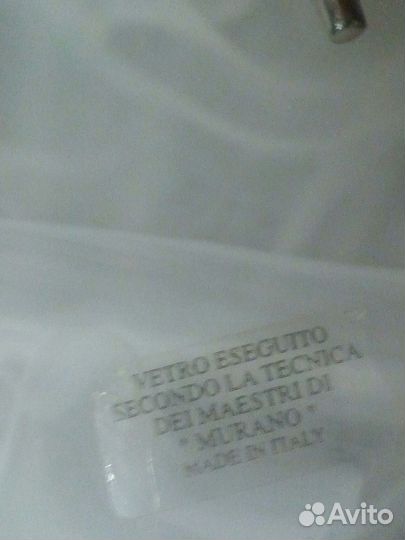 VETRO ESEGUITO
SECONDO LA TECNICA
DEI MAESTRI DI
" MURANO "
MADE IN ITALY
Avito